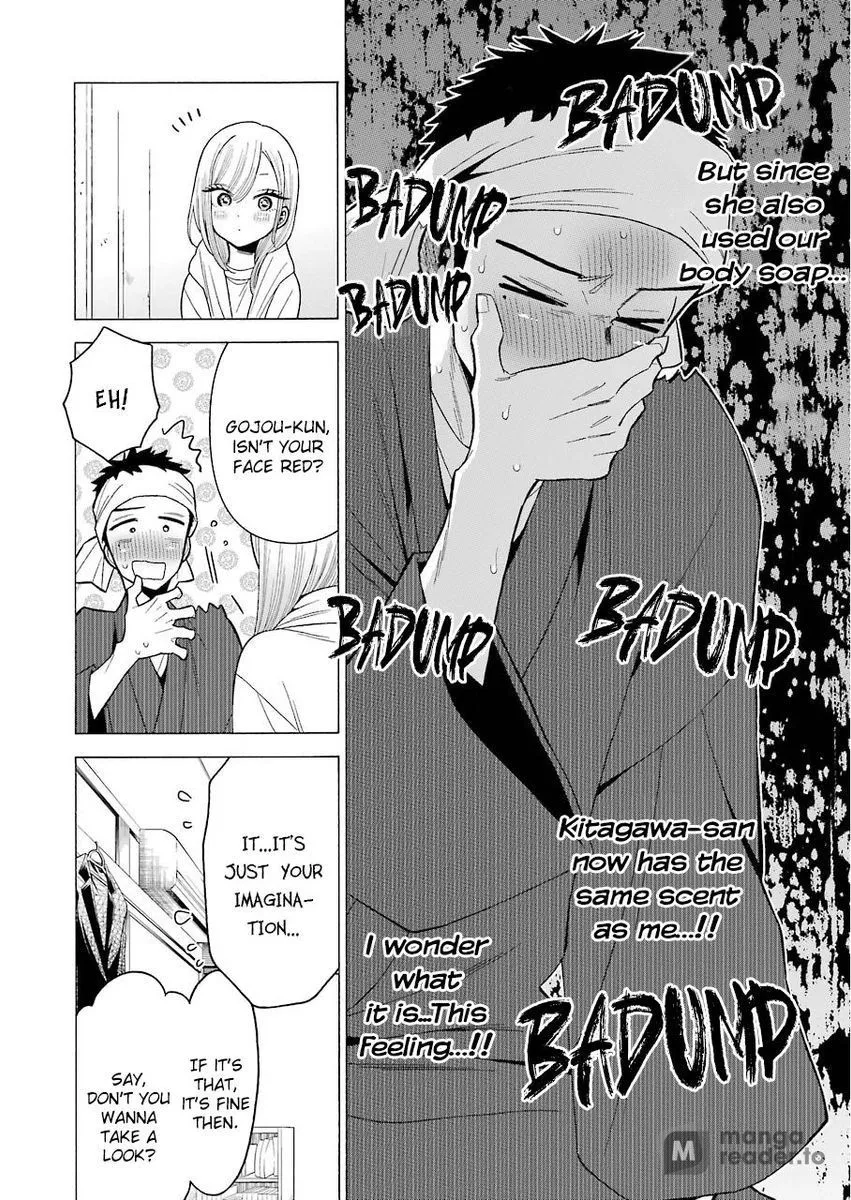 BADUMP
But since
she also
used our
body soap...
BADUMP
BADUMP
BADUMP
BADUMP
Kitagawa-san
now has the
same scent
as me...!!
I wonder
what
it is...This
Feeling...!!
BADUMP
GOJOU-KUN,
ISN'T YOUR
FACE RED?
EH!
IT...IT'S
JUST YOUR
IMAGINA-
TION...
IF IT'S
THAT,
IT'S FINE
THEN.
SAY,
DON'T YOU
WANNA
TAKE A
LOOK?
M manga
reader.to